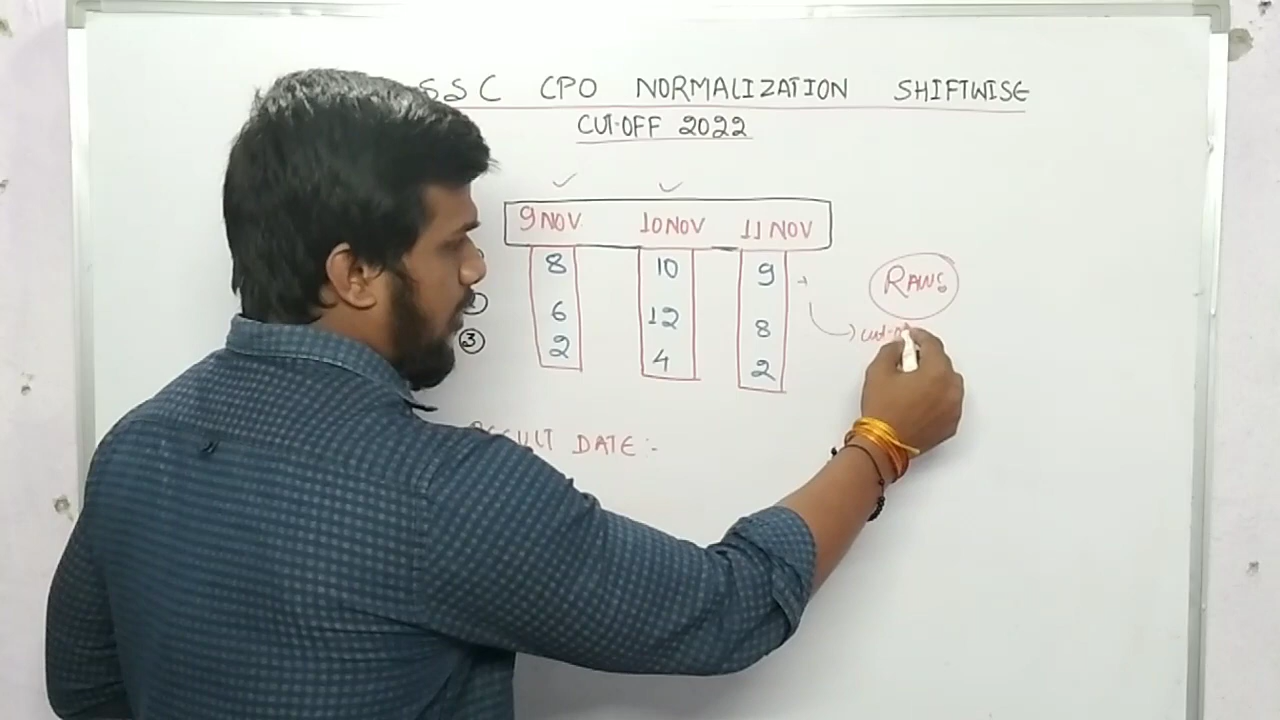 SSC CPO NORMALIZATION SHIFTWISE
CUT-OFF 2022
9 NOV 10 NOV 11 NOV
8 10 9
6 12 8
③ 2 4 2
RAWS
cut-o
RESULT DATE :-